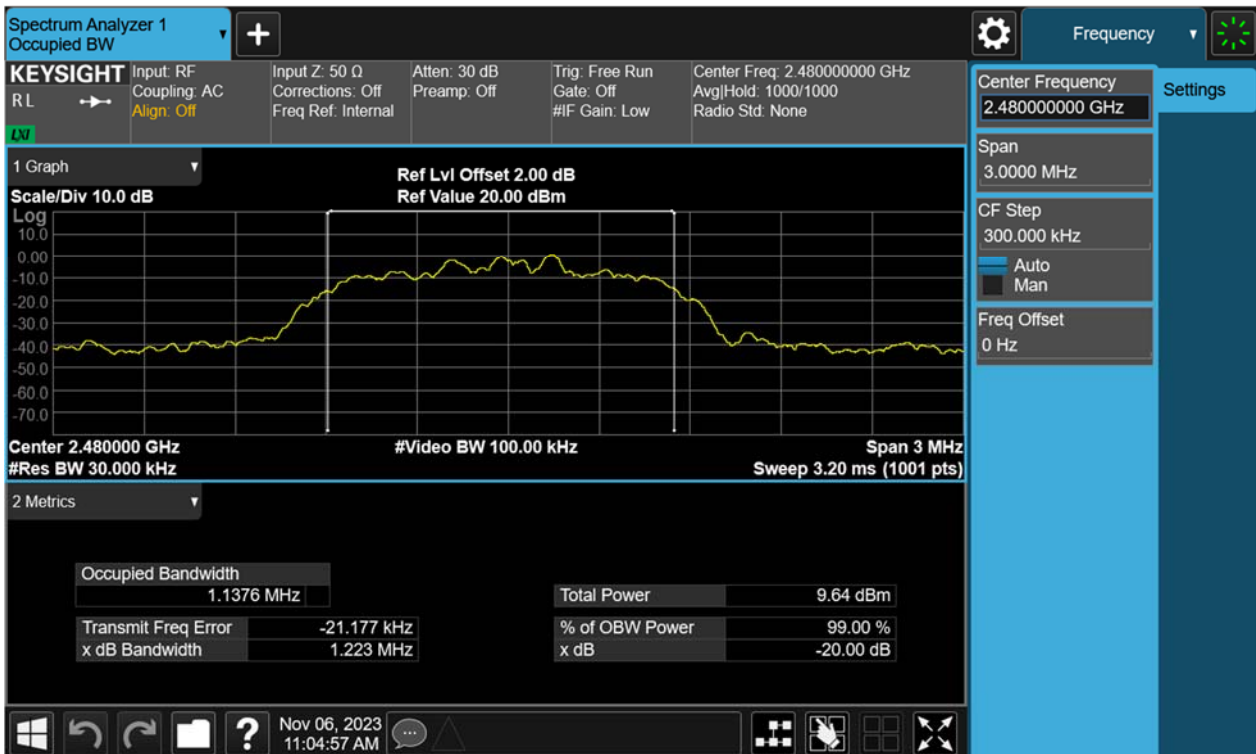 Spectrum Analyzer 1
Occupied BW
+
Frequency
KEYSIGHT
R L
LXI
Input: RF
Coupling: AC
Align: Off
Input Z: 50 Ω
Corrections: Off
Freq Ref: Internal
Atten: 30 dB
Preamp: Off
Trig: Free Run
Gate: Off
#IF Gain: Low
Center Freq: 2.480000000 GHz
Avg|Hold: 1000/1000
Radio Std: None
Center Frequency
2.480000000 GHz
Settings
Span
3.0000 MHz
CF Step
300.000 kHz
Auto
Man
Freq Offset
0 Hz
1 Graph
Scale/Div 10.0 dB
Ref Lvl Offset 2.00 dB
Ref Value 20.00 dBm
Log
10.0
0.00
-10.0
-20.0
-30.0
-40.0
-50.0
-60.0
-70.0
Center 2.480000 GHz
#Video BW 100.00 kHz
Span 3 MHz
#Res BW 30.000 kHz
Sweep 3.20 ms (1001 pts)
2 Metrics
Occupied Bandwidth
1.1376 MHz
Total Power 9.64 dBm
Transmit Freq Error -21.177 kHz
% of OBW Power 99.00 %
x dB Bandwidth 1.223 MHz
x dB -20.00 dB
?
Nov 06, 2023
11:04:57 AM